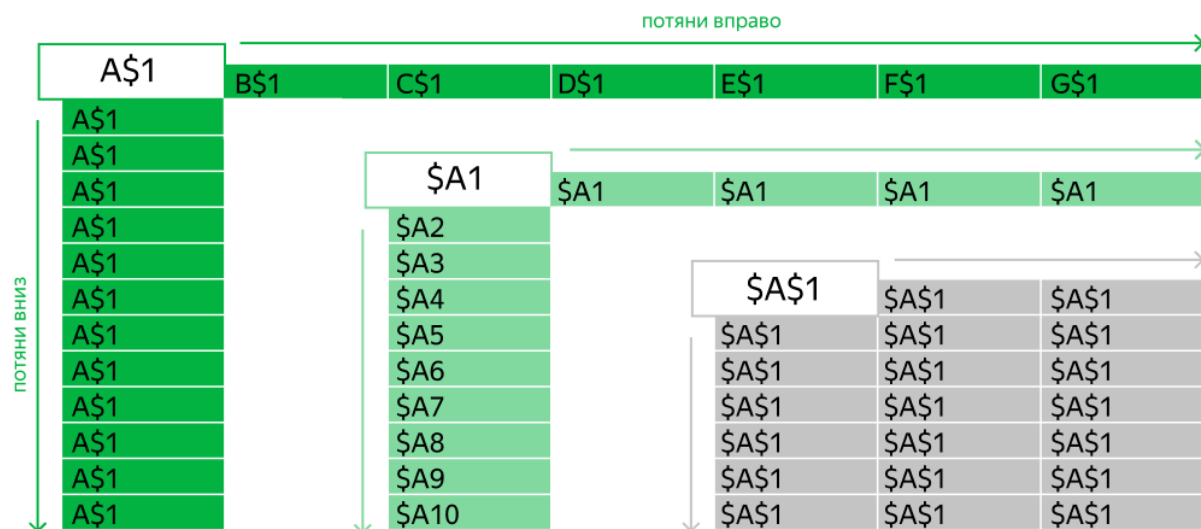 потяни вправо
A$1
B$1 C$1 D$1 E$1 F$1 G$1
A$1
A$1
$A1
A$1 $A1 $A1 $A1 $A1
A$1 $A2
A$1 $A3
$A$1
A$1 $A4 $A$1 $A$1
A$1 $A5 $A$1 $A$1 $A$1
A$1 $A6 $A$1 $A$1 $A$1
A$1 $A7 $A$1 $A$1 $A$1
A$1 $A8 $A$1 $A$1 $A$1
A$1 $A9 $A$1 $A$1 $A$1
A$1 $A10 $A$1 $A$1 $A$1
потяни вниз